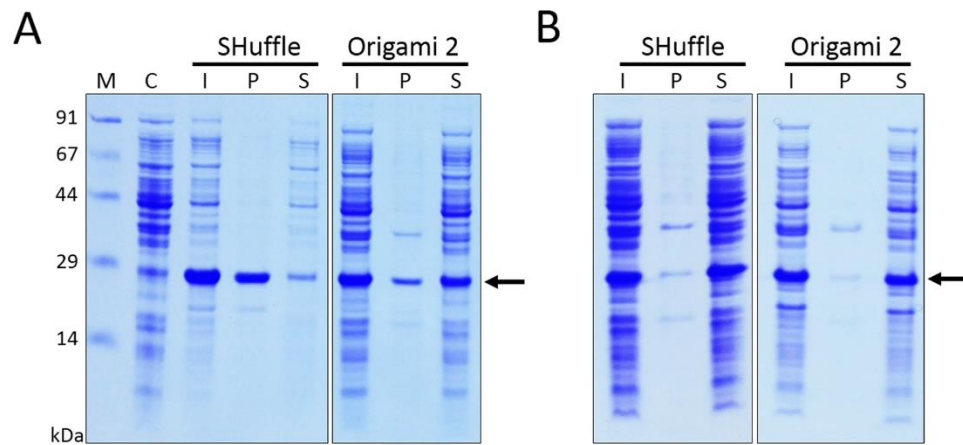 A
SHuffle Origami 2
M C I P S I P S
91
67
44
29
14
kDa
B
SHuffle Origami 2
I P S I P S